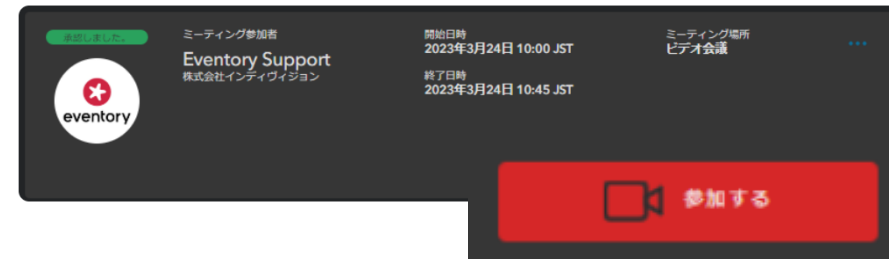 承認しました。
eventory
ミーティング参加者
Eventory Support
株式会社インディヴィジョン
開始日時
2023年3月24日 10:00 JST
終了日時
2023年3月24日 10:45 JST
ミーティング場所
ビデオ会議
参加する